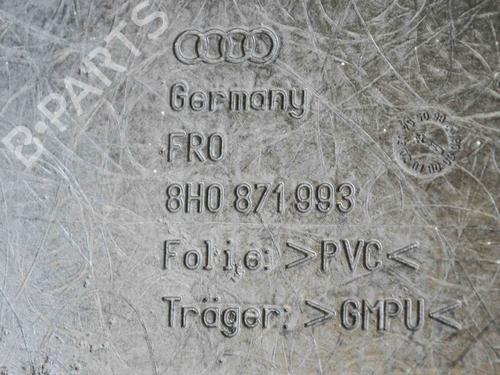 B-PARTS
Germany
FRO
8H0 871 993
Folie: >PVC<
Träger: >GMPU<